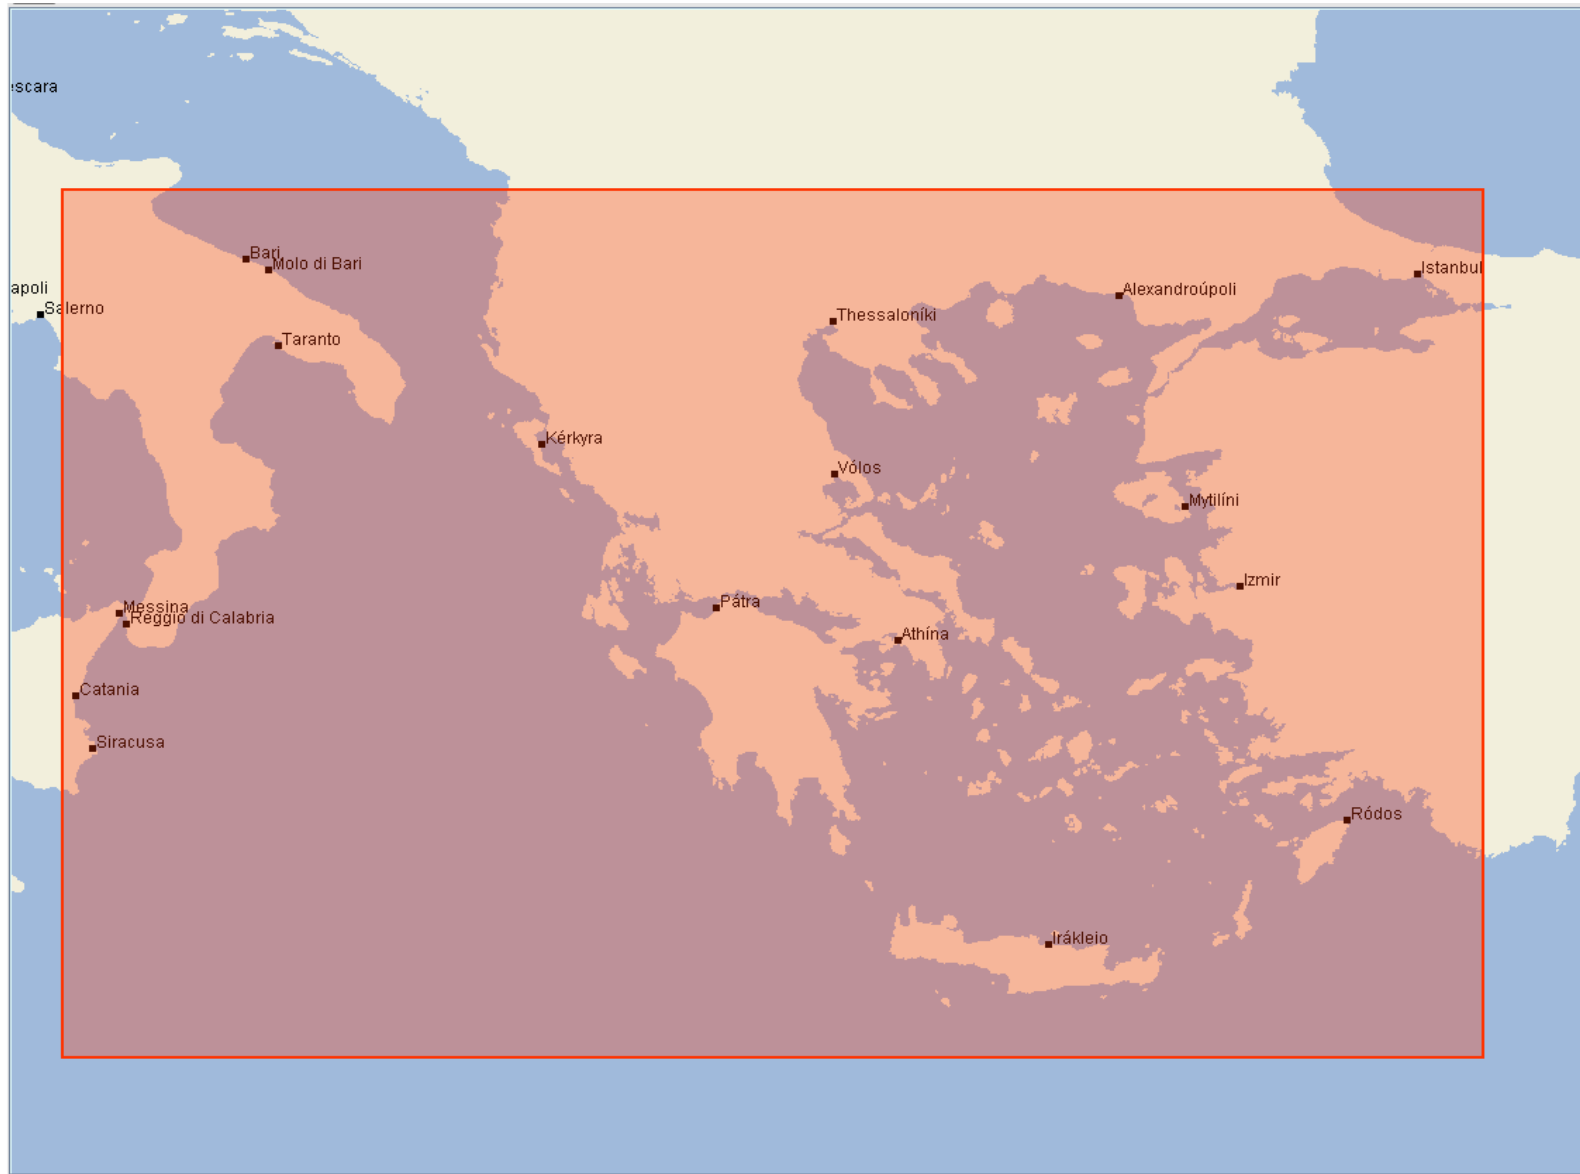 escara
Bari
Molo di Bari
Istanbul
apoli
Alexandroúpoli
Salerno
Thessaloníki
Taranto
Kérkyra
Vólos
Mytilíni
Izmir
Messina
Pátra
Reggio di Calabria
Athína
Catania
Siracusa
Ródos
Irákleio